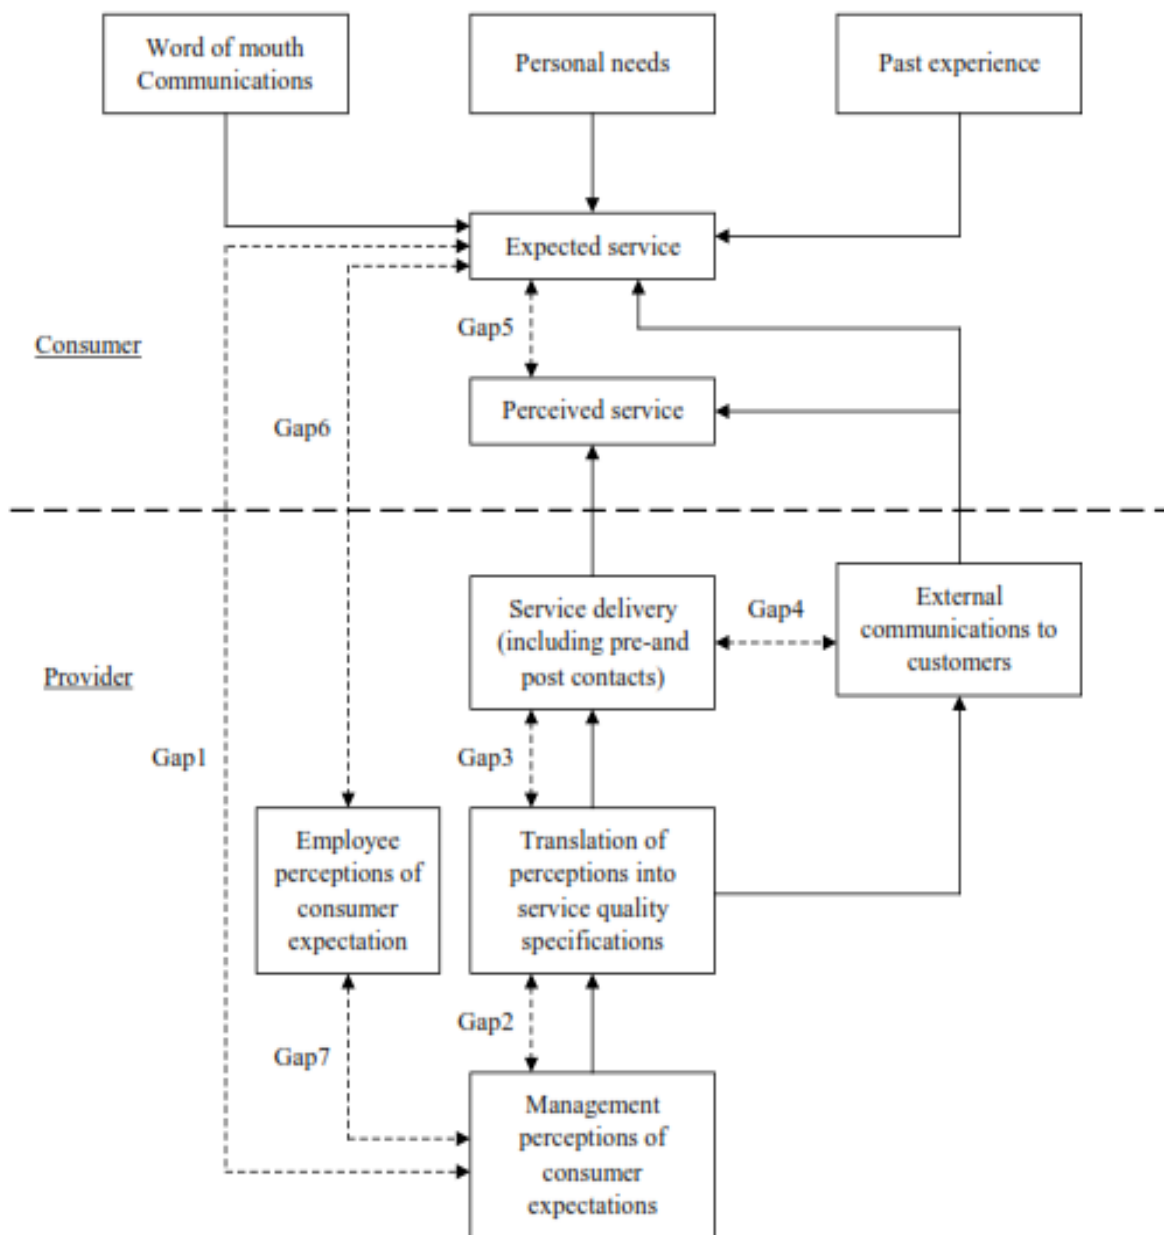 Word of mouth
Communications
Personal needs
Past experience
Expected service
Gap5
Consumer
Perceived service
Gap6
Service delivery
(including pre-and
post contacts)
Gap4
External
communications to
customers
Provider
Gap1
Gap3
Employee
perceptions of
consumer
expectation
Translation of
perceptions into
service quality
specifications
Gap2
Gap7
Management
perceptions of
consumer
expectations